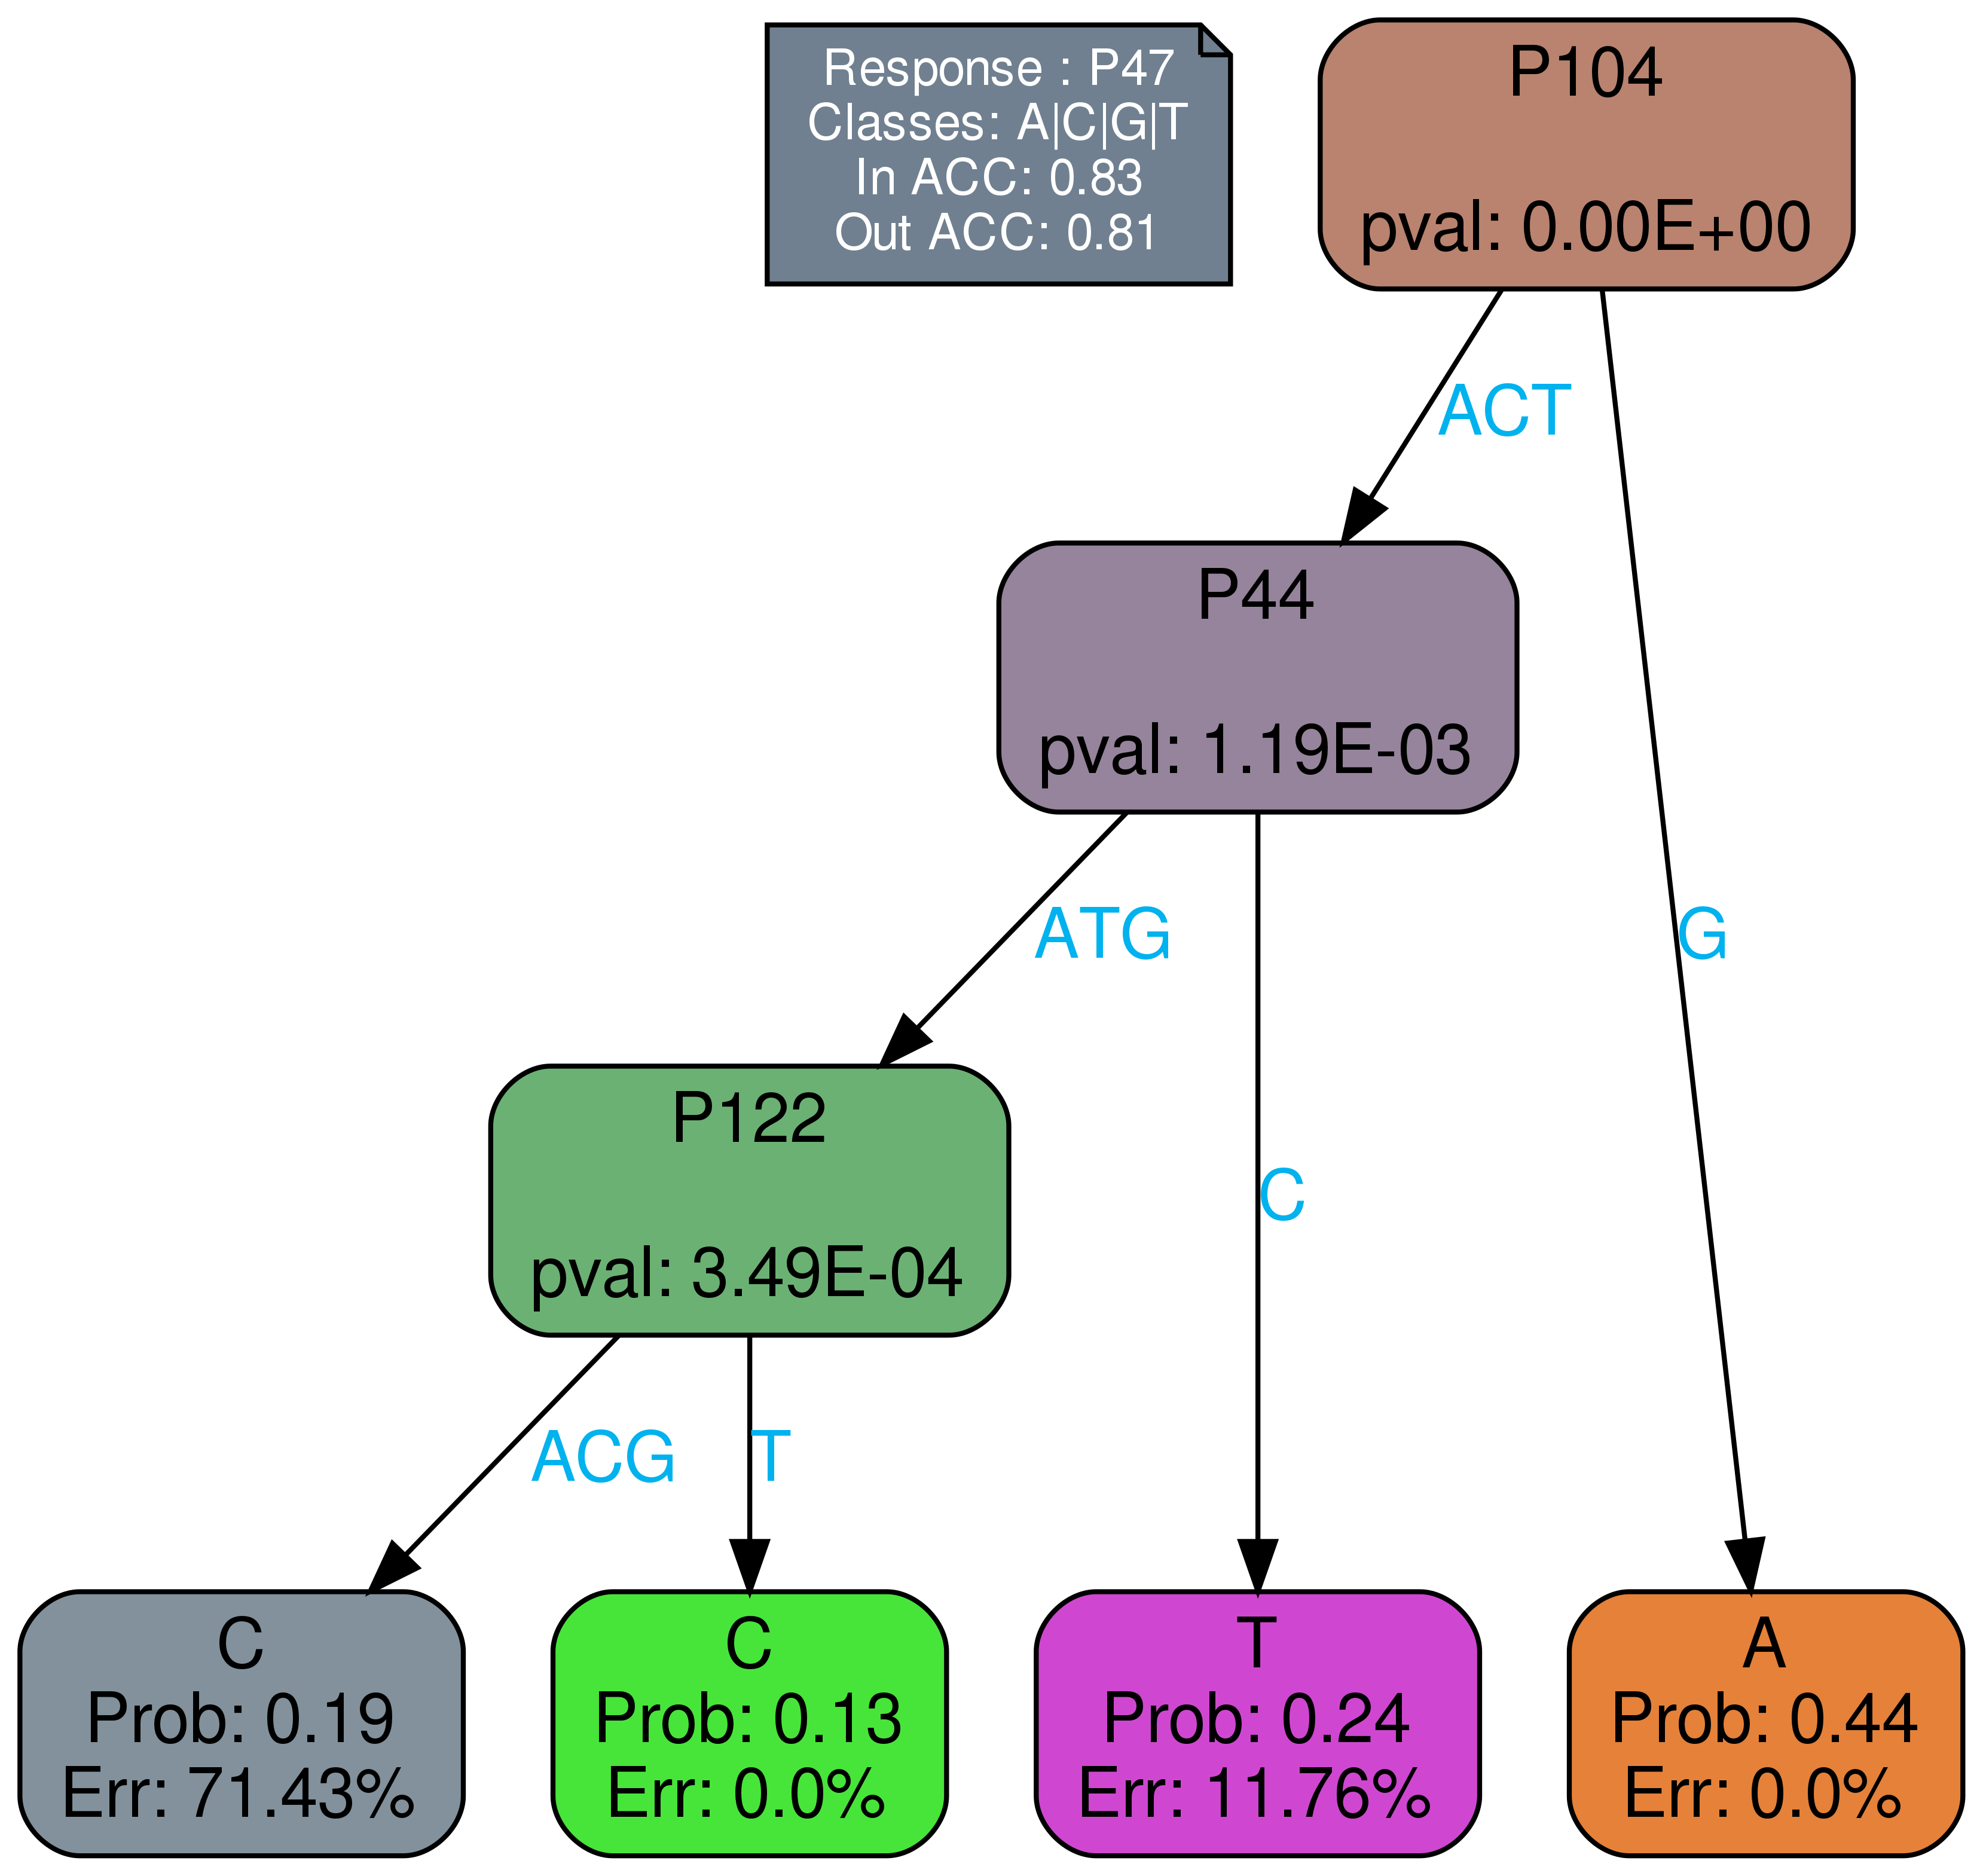 Response : P47
Classes: A|C|G|T
In ACC: 0.83
Out ACC: 0.81
P104
pval: 0.00E+00
ACT
P44
pval: 1.19E-03
ATG
G
P122
pval: 3.49E-04
C
ACG
T
C
Prob: 0.19
Err: 71.43%
C
Prob: 0.13
Err: 0.0%
T
Prob: 0.24
Err: 11.76%
A
Prob: 0.44
Err: 0.0%